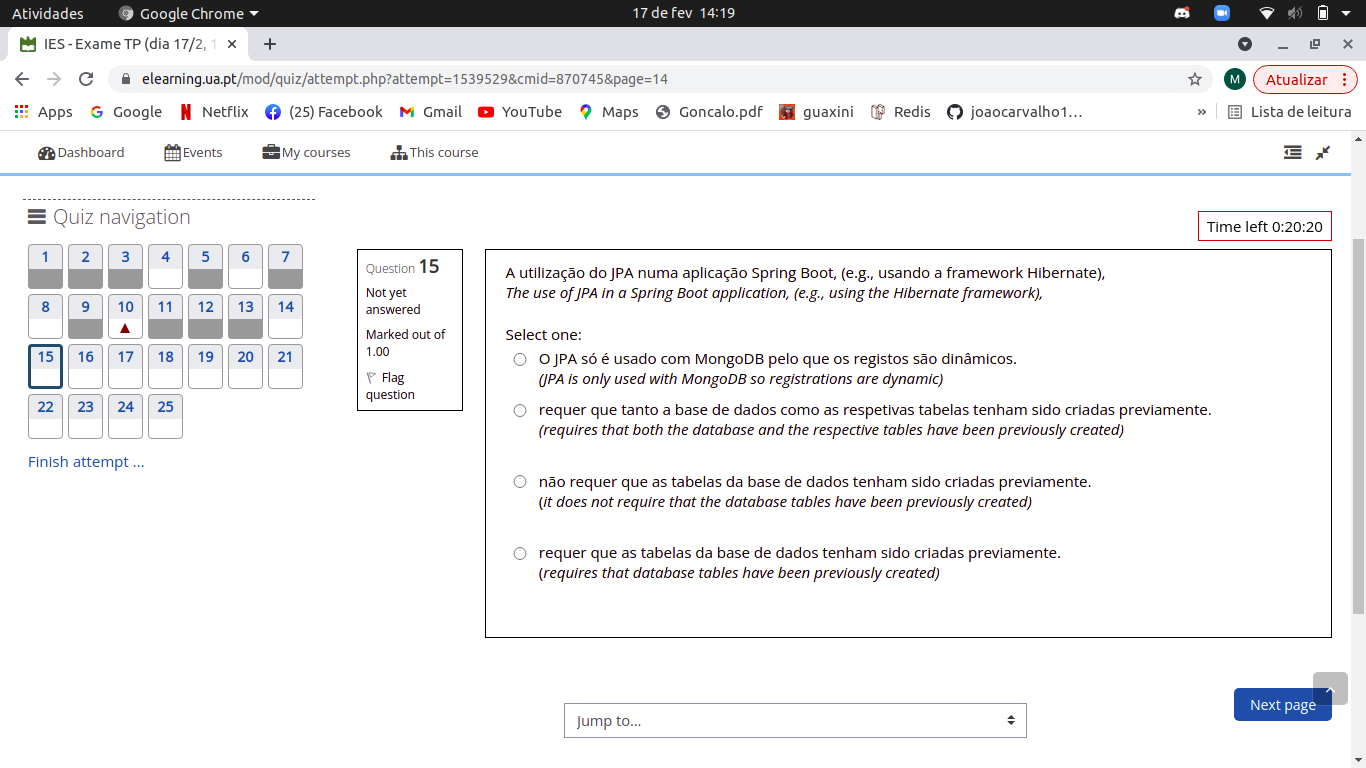 Atividades
Google Chrome
17 de fev 14:19
IES - Exame TP (dia 17/2, 1
elearning.ua.pt/mod/quiz/attempt.php?attempt=1539529&cmid=870745&page=14
M
Atualizar
Apps
Google
Netflix
(25) Facebook
Gmail
YouTube
Maps
Goncalo.pdf
guaxini
Redis
joaocarvalho1...
»
Lista de leitura
Dashboard
Events
My courses
This course
Quiz navigation
1 2 3 4 5 6 7
8 9 10 11 12 13 14
15 16 17 18 19 20 21
22 23 24 25
Finish attempt ...
Time left 0:20:20
Question 15
Not yet
answered
Marked out of
1.00
Flag
question
A utilização do JPA numa aplicação Spring Boot, (e.g., usando a framework Hibernate),
The use of JPA in a Spring Boot application, (e.g., using the Hibernate framework),
Select one:
O JPA só é usado com MongoDB pelo que os registos são dinâmicos.
(JPA is only used with MongoDB so registrations are dynamic)
requer que tanto a base de dados como as respetivas tabelas tenham sido criadas previamente.
(requires that both the database and the respective tables have been previously created)
não requer que as tabelas da base de dados tenham sido criadas previamente.
(it does not require that the database tables have been previously created)
requer que as tabelas da base de dados tenham sido criadas previamente.
(requires that database tables have been previously created)
Next page
Jump to...